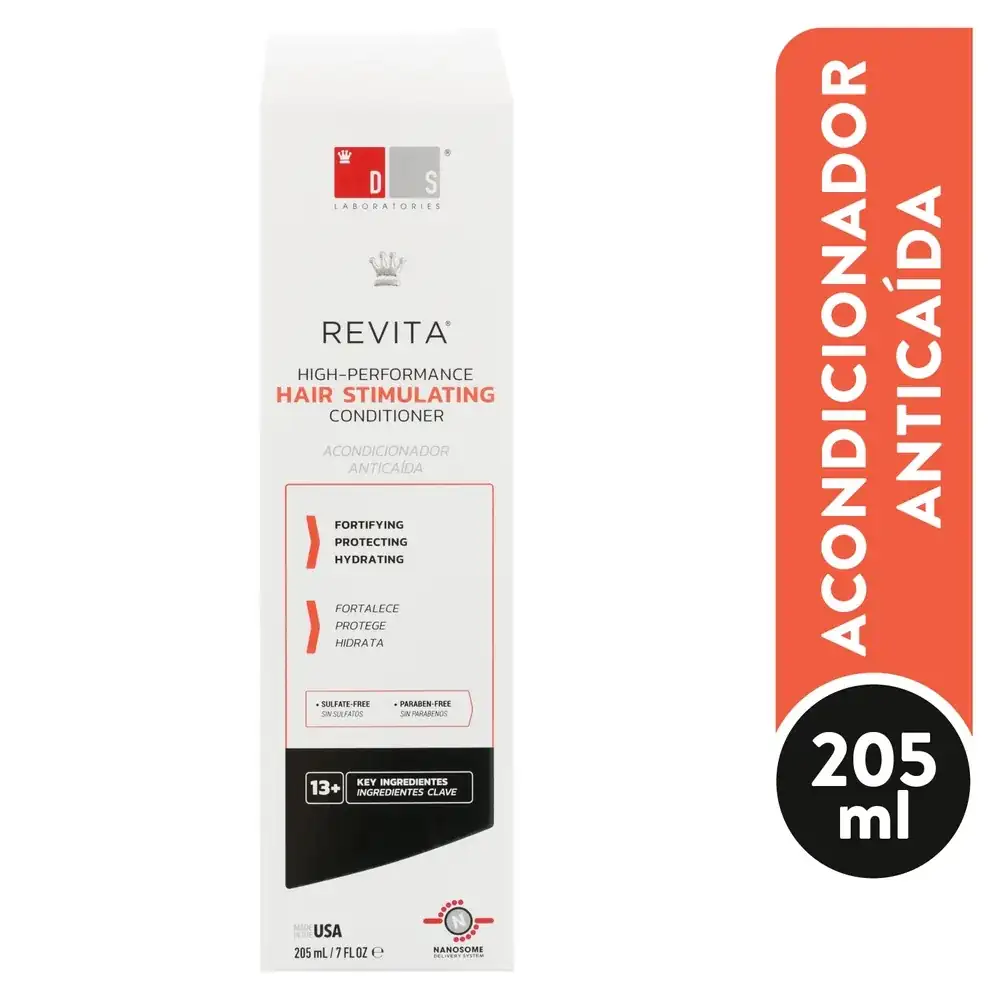 D S ®
LABORATORIES
REVITA®
HIGH-PERFORMANCE
HAIR STIMULATING
CONDITIONER
ACONDICIONADOR
ANTICAÍDA
FORTIFYING
PROTECTING
HYDRATING
FORTALECE
PROTEGE
HIDRATA
• SULFATE-FREE
SIN SULFATOS
• PARABEN-FREE
SIN PARABENOS
13+
KEY INGREDIENTES
INGREDIENTES CLAVE
USA
205 mL / 7 FL OZ ℮
N
NANOSOME
DELIVERY SYSTEM
ACONDICIONADOR
ANTICAÍDA
205
ml